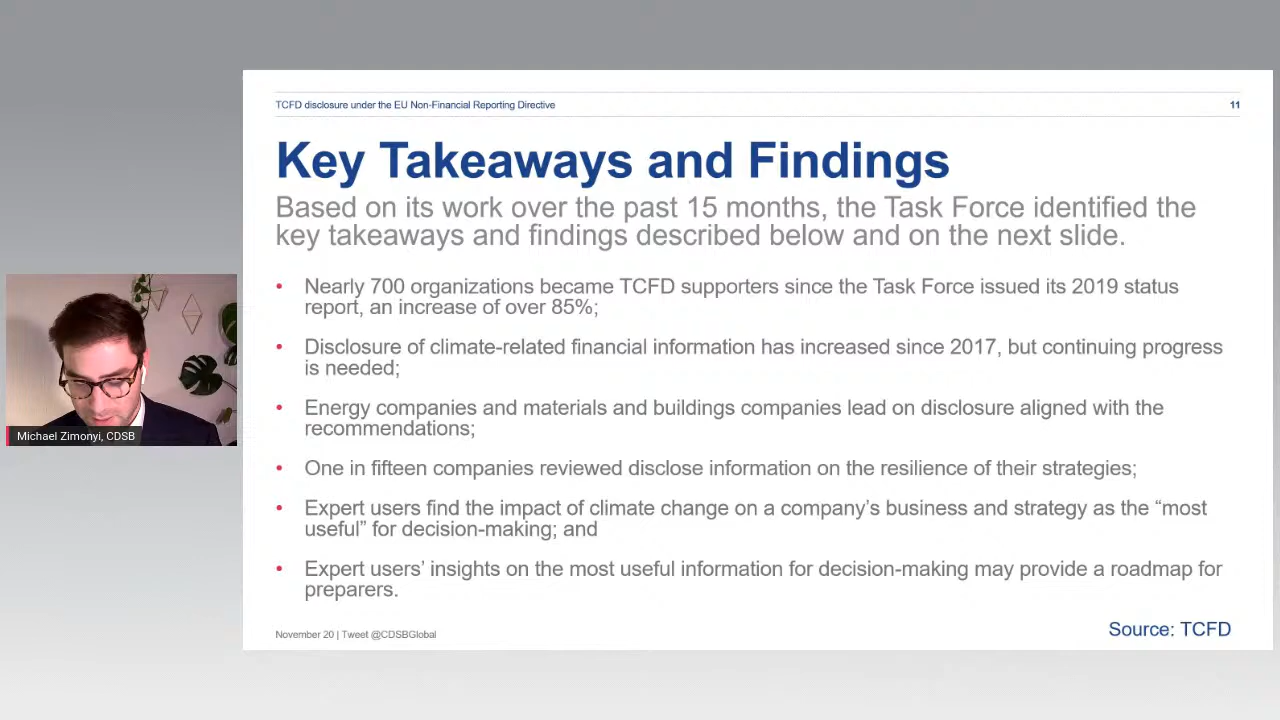 TCFD disclosure under the EU Non-Financial Reporting Directive
11
Key Takeaways and Findings
Based on its work over the past 15 months, the Task Force identified the
key takeaways and findings described below and on the next slide.
• Nearly 700 organizations became TCFD supporters since the Task Force issued its 2019 status
report, an increase of over 85%;
• Disclosure of climate-related financial information has increased since 2017, but continuing progress
is needed;
• Energy companies and materials and buildings companies lead on disclosure aligned with the
recommendations;
• One in fifteen companies reviewed disclose information on the resilience of their strategies;
• Expert users find the impact of climate change on a company’s business and strategy as the “most
useful” for decision-making; and
• Expert users’ insights on the most useful information for decision-making may provide a roadmap for
preparers.
November 20 | Tweet @CDSBGlobal
Source: TCFD
Michael Zimonyi, CDSB